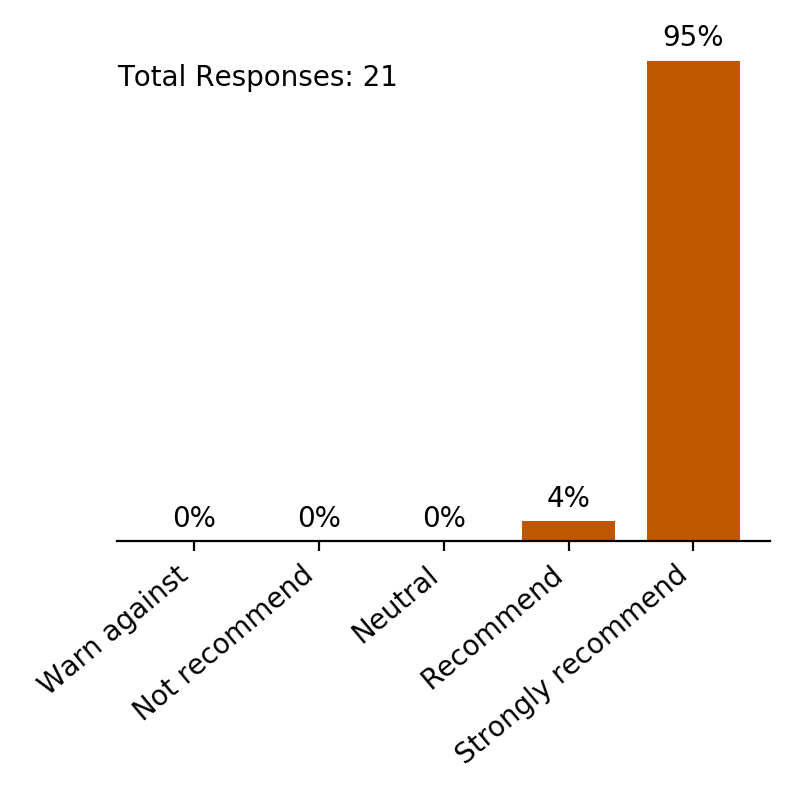 95%
Total Responses: 21
4%
0%
0%
0%
Warn against
Not recommend
Neutral
Recommend
Strongly recommend